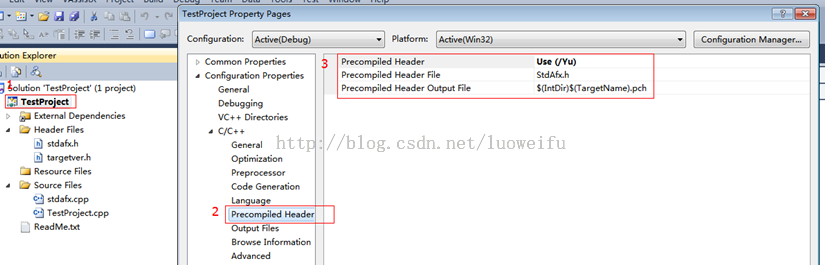 TestProject Property Pages
Configuration: Active(Debug) Platform: Active(Win32) Configuration Manager...
olution Explorer
1
Solution 'TestProject' (1 project)
TestProject
External Dependencies
Header Files
stdafx.h
targetver.h
Resource Files
Source Files
stdafx.cpp
TestProject.cpp
ReadMe.txt
Common Properties
Configuration Properties
General
Debugging
VC++ Directories
C/C++
General
Optimization
Preprocessor
Code Generation
Language
2 Precompiled Header
Output Files
Browse Information
Advanced
3
Precompiled Header Use (/Yu)
Precompiled Header File StdAfx.h
Precompiled Header Output File $(IntDir)$(TargetName).pch
http://blog.csdn.net/luoweifu